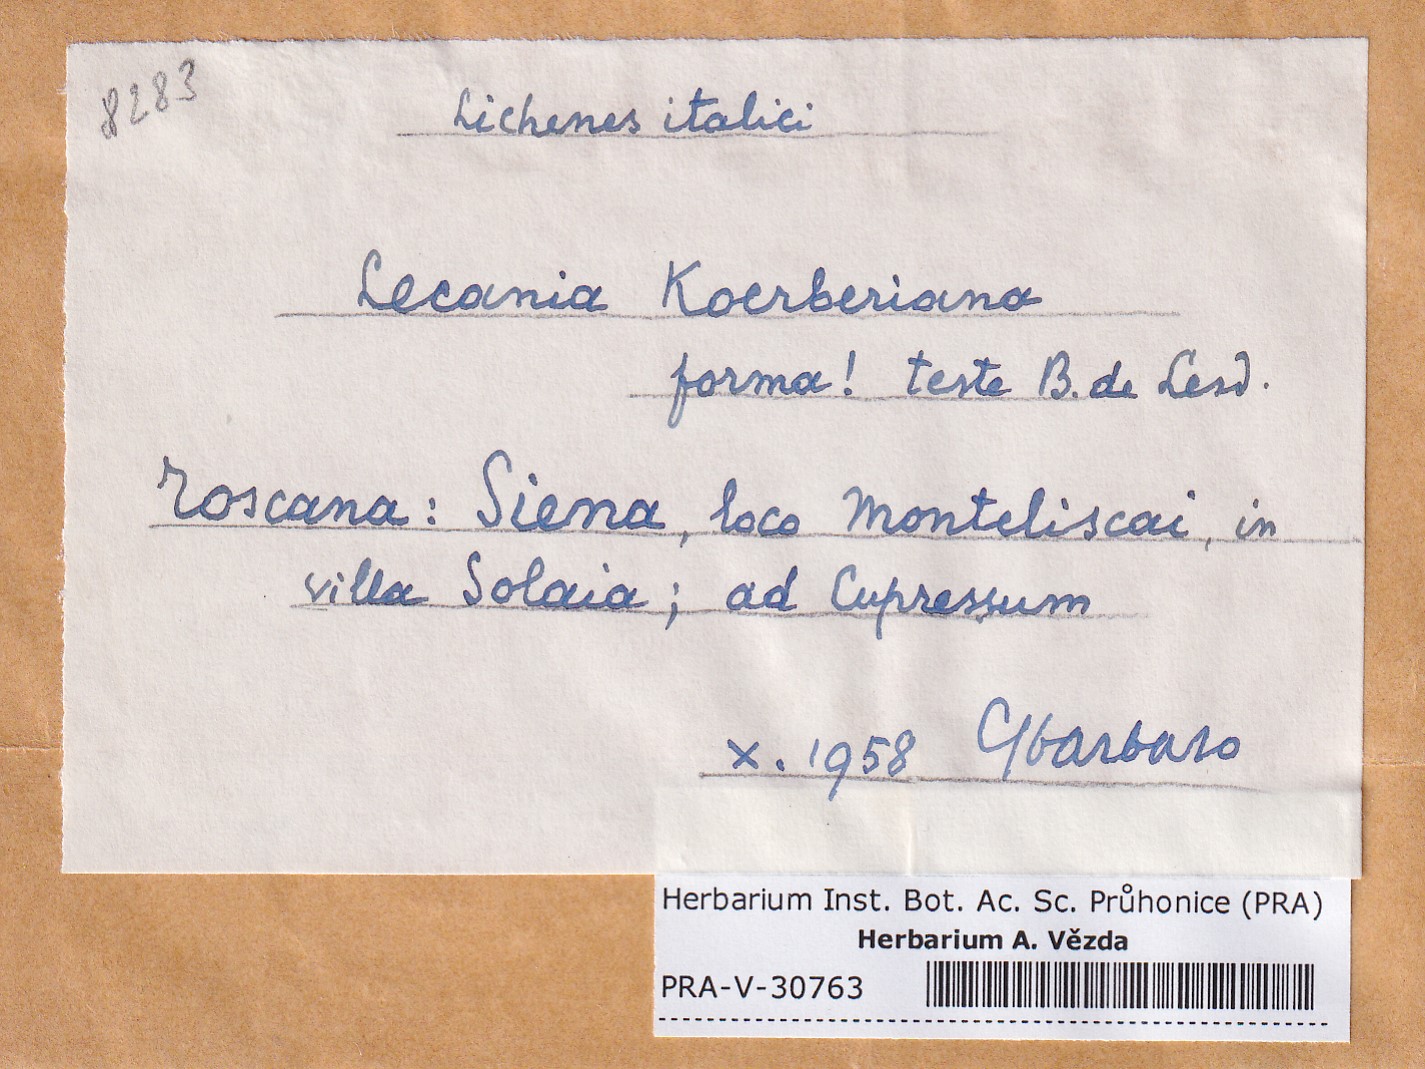 8283
Lichenes italici
Lecania Koerberiana
forma! teste B. de Lesd.
Toscana: Siena, loco Monteliscai, in
villa Solaia; ad Cupressum
X. 1958 GSbarbaro
Herbarium Inst. Bot. Ac. Sc. Průhonice (PRA)
Herbarium A. Vězda
PRA-V-30763